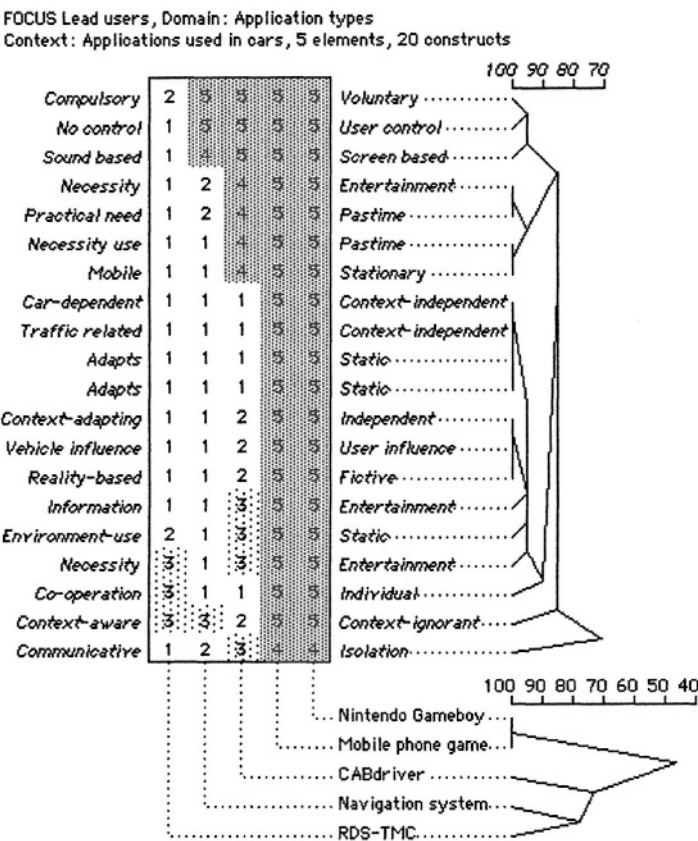 FOCUS Lead users, Domain: Application types
Context: Applications used in cars, 5 elements, 20 constructs
100 90 80 70
Compulsory 2 5 5 5 5 Voluntary
No control 1 5 5 5 5 User control
Sound based 1 4 5 5 5 Screen based
Necessity 1 2 4 5 5 Entertainment
Practical need 1 2 4 5 5 Pastime
Necessity use 1 1 4 5 5 Pastime
Mobile 1 1 4 5 5 Stationary
Car-dependent 1 1 1 5 5 Context-independent
Traffic related 1 1 1 5 5 Context-independent
Adapts 1 1 1 5 5 Static
Adapts 1 1 1 5 5 Static
Context-adapting 1 1 2 5 5 Independent
Vehicle influence 1 1 2 5 5 User influence
Reality-based 1 1 2 5 5 Fictive
Information 1 1 3 5 5 Entertainment
Environment-use 2 1 3 5 5 Static
Necessity 3 1 3 5 5 Entertainment
Co-operation 3 1 1 5 5 Individual
Context-aware 3 3 2 5 5 Context-ignorant
Communicative 1 2 3 4 4 Isolation
100 90 80 70 60 50 40
Nintendo Gameboy
Mobile phone game
CABdriver
Navigation system
RDS-TMC